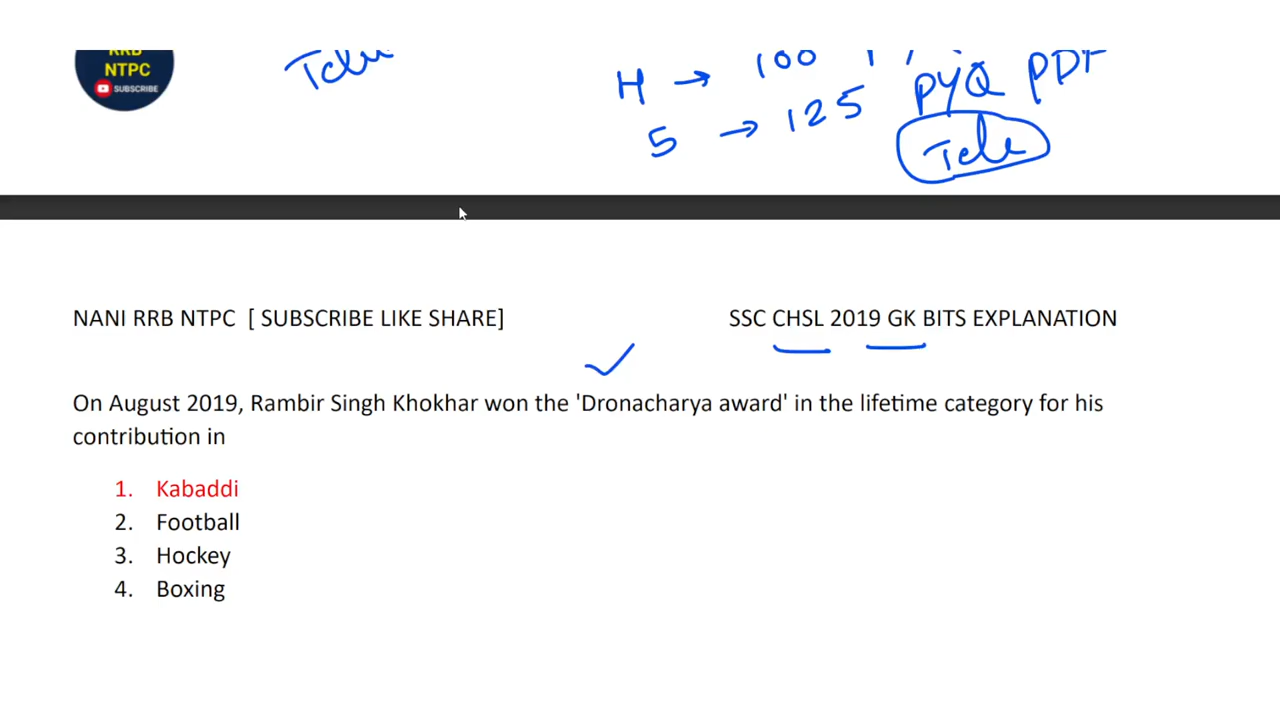 RRB
NTPC
SUBSCRIBE
Tele
H → 100
PYQ PDF
5 → 125
Tele
NANI RRB NTPC [ SUBSCRIBE LIKE SHARE]
SSC CHSL 2019 GK BITS EXPLANATION
On August 2019, Rambir Singh Khokhar won the 'Dronacharya award' in the lifetime category for his
contribution in
1. Kabaddi
2. Football
3. Hockey
4. Boxing